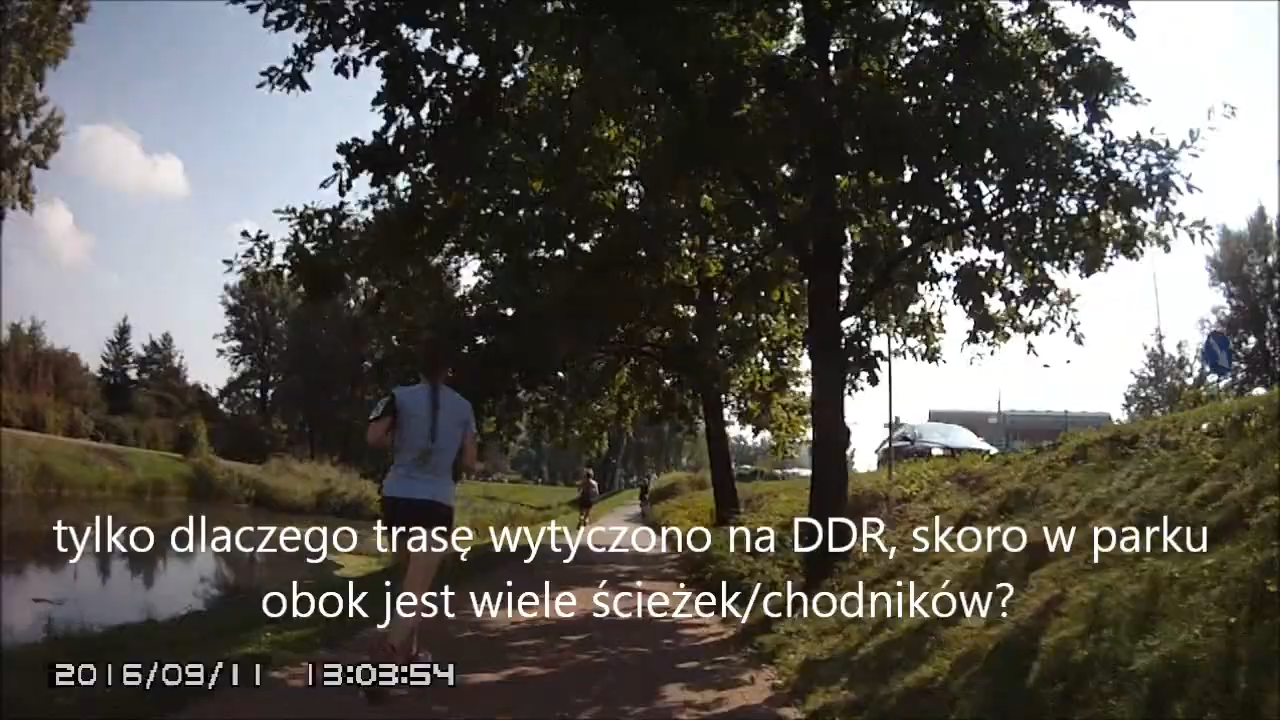 tylko dlaczego trasę wytyczono na DDR, skoro w parku
obok jest wiele ścieżek/chodników?
2016/09/11 13:03:54